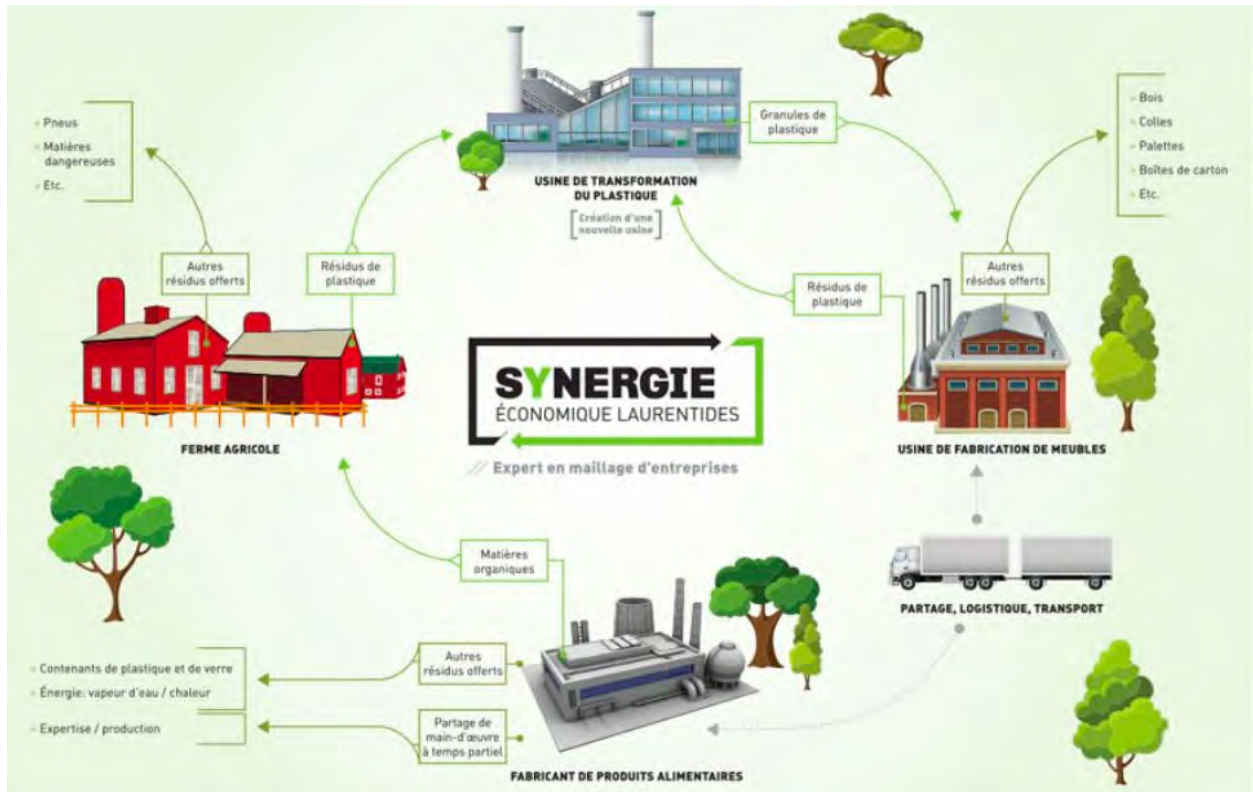 » Pneus
» Matières
dangereuses
» Etc.
Autres
résidus offerts
Résidus de
plastique
FERME AGRICOLE
USINE DE TRANSFORMATION
DU PLASTIQUE
[Création d'une
nouvelle usine]
Granules de
plastique
Résidus de
plastique
» Bois
» Colles
» Palettes
» Boîtes de carton
» Etc.
Autres
résidus offerts
USINE DE FABRICATION DE MEUBLES
SYNERGIE
ÉCONOMIQUE LAURENTIDES
// Expert en maillage d'entreprises
PARTAGE, LOGISTIQUE, TRANSPORT
Matières
organiques
Autres
résidus offerts
» Contenants de plastique et de verre
» Énergie: vapeur d'eau / chaleur
» Expertise / production
Partage de
main-d'œuvre
à temps partiel
FABRICANT DE PRODUITS ALIMENTAIRES